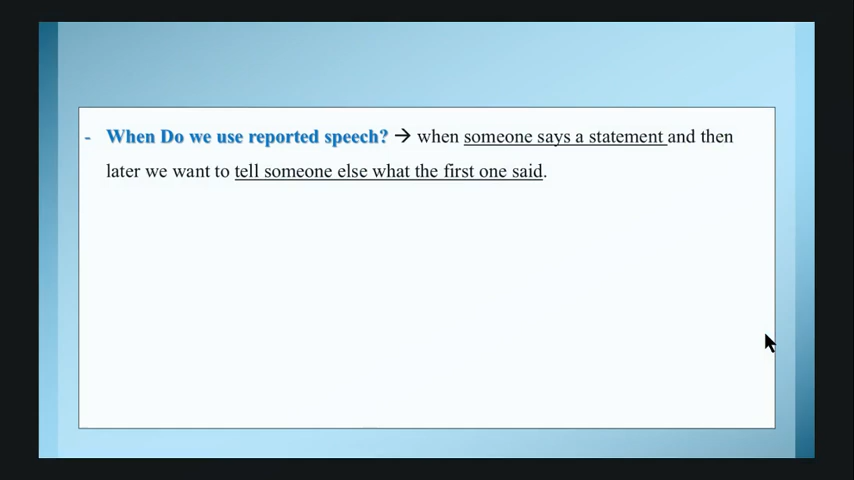 - When Do we use reported speech? → when someone says a statement and then
later we want to tell someone else what the first one said.